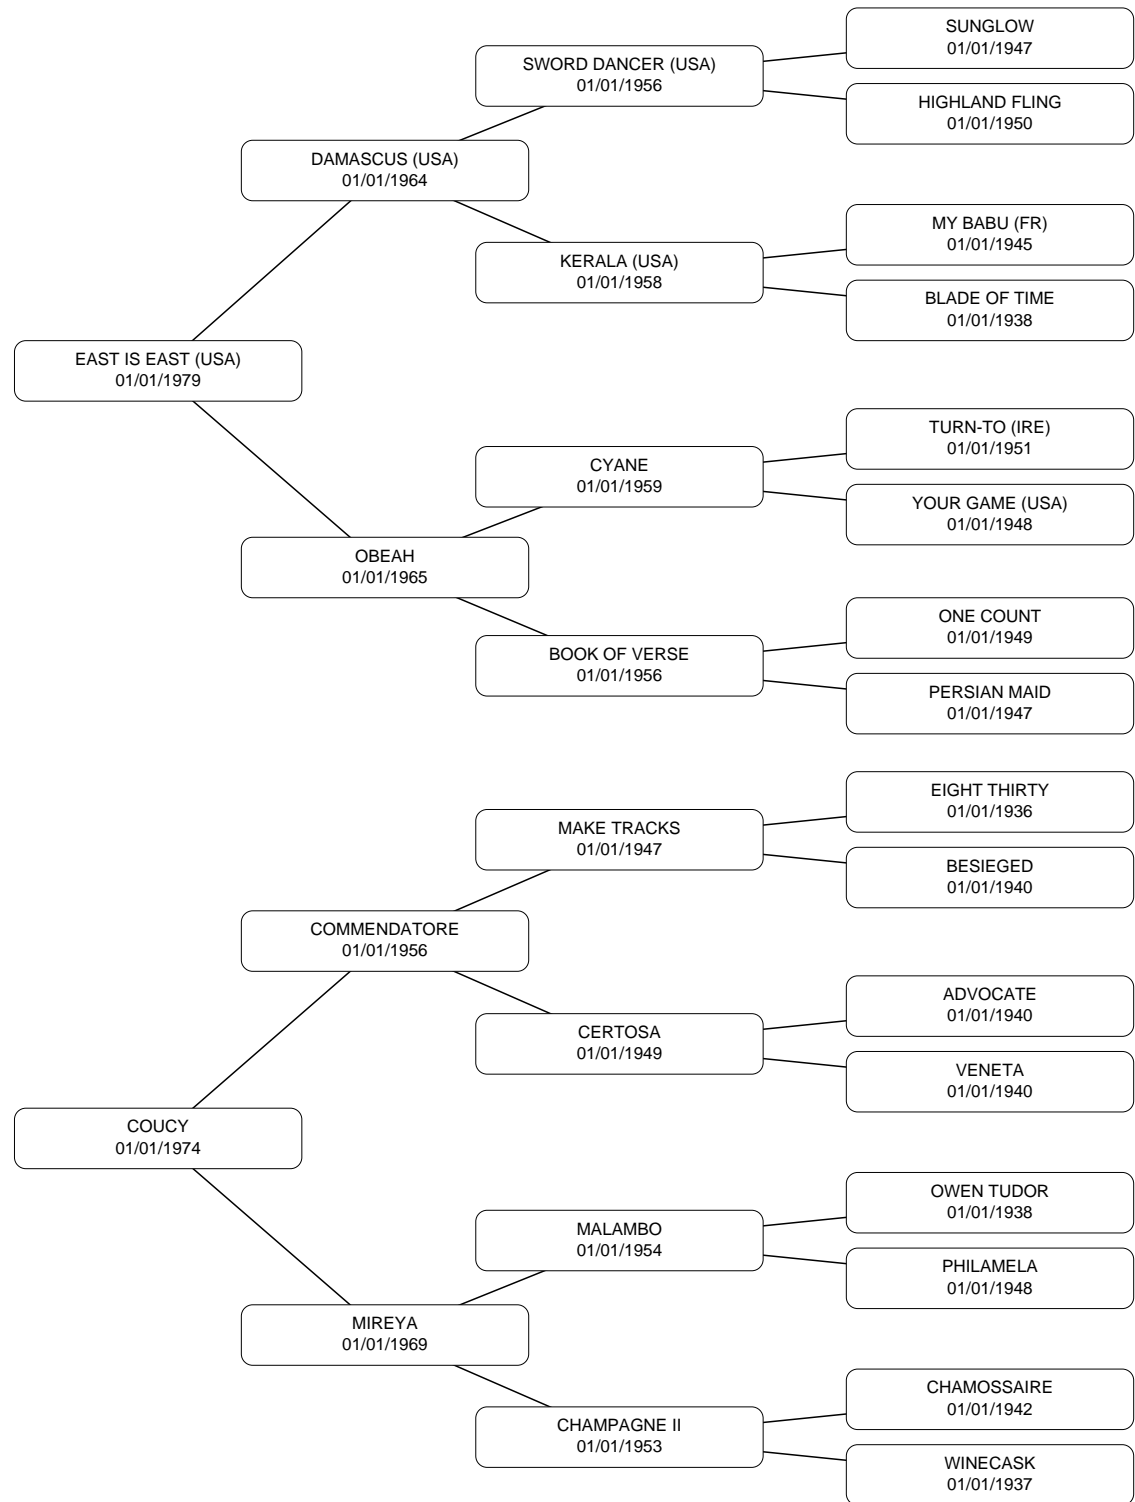 SUNGLOW
01/01/1947
SWORD DANCER (USA)
01/01/1956
HIGHLAND FLING
01/01/1950
DAMASCUS (USA)
01/01/1964
MY BABU (FR)
01/01/1945
KERALA (USA)
01/01/1958
BLADE OF TIME
01/01/1938
EAST IS EAST (USA)
01/01/1979
TURN-TO (IRE)
01/01/1951
CYANE
01/01/1959
YOUR GAME (USA)
01/01/1948
OBEAH
01/01/1965
ONE COUNT
01/01/1949
BOOK OF VERSE
01/01/1956
PERSIAN MAID
01/01/1947
EIGHT THIRTY
01/01/1936
MAKE TRACKS
01/01/1947
BESIEGED
01/01/1940
COMMENDATORE
01/01/1956
ADVOCATE
01/01/1940
CERTOSA
01/01/1949
VENETA
01/01/1940
COUCY
01/01/1974
OWEN TUDOR
01/01/1938
MALAMBO
01/01/1954
PHILAMELA
01/01/1948
MIREYA
01/01/1969
CHAMOSSAIRE
01/01/1942
CHAMPAGNE II
01/01/1953
WINECASK
01/01/1937